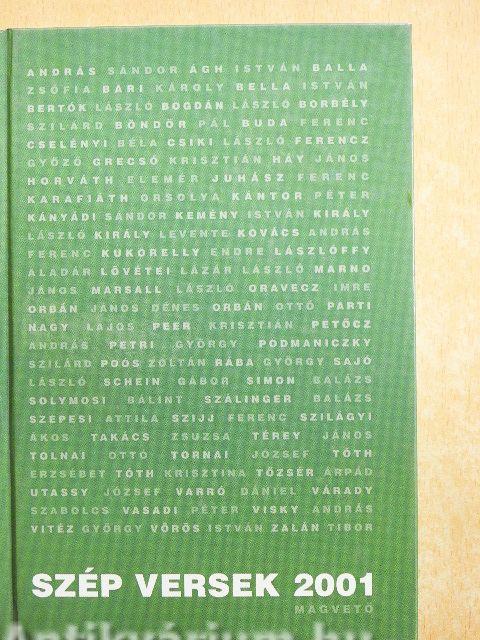 ANDRÁS SÁNDOR ÁGH ISTVÁN BALLA
ZSÓFIA BARI KÁROLY BELLA ISTVÁN
BERTÓK LÁSZLÓ BOGDÁN LÁSZLÓ BORBÉLY
SZILÁRD BÖNDÖR PÁL BUDA FERENC
CSELÉNYI BÉLA CSIKI LÁSZLÓ FERENCZ
GYŐZŐ GRECSÓ KRISZTIÁN HÁY JÁNOS
HORVÁTH ELEMÉR JUHÁSZ FERENC
KARAFIÁTH ORSOLYA KÁNTOR PÉTER
KÁNYÁDI SÁNDOR KEMÉNY ISTVÁN KIRÁLY
LÁSZLÓ KIRÁLY LEVENTE KOVÁCS ANDRÁS
FERENC KUKORELLY ENDRE LÁSZLÓFFY
ALADÁR LÖVÉTEI LÁZÁR LÁSZLÓ MARNO
JÁNOS MARSALL LÁSZLÓ ORAVECZ IMRE
ORBÁN JÁNOS DÉNES ORBÁN OTTÓ PARTI
NAGY LAJOS PEER KRISZTIÁN PETŐCZ
ANDRÁS PETRI GYÖRGY PODMANICZKY
SZILÁRD POÓS ZOLTÁN RÁBA GYÖRGY SAJÓ
LÁSZLÓ SCHEIN GÁBOR SIMON BALÁZS
SOLYMOSI BÁLINT SZÁLINGER BALÁZS
SZEPESI ATTILA SZIJJ FERENC SZILÁGYI
ÁKOS TAKÁCS ZSUZSA TÉREY JÁNOS
TOLNAI OTTÓ TORNAI JÓZSEF TÓTH
ERZSÉBET TÓTH KRISZTINA TŐZSÉR ÁRPÁD
UTASSY JÓZSEF VARRÓ DÁNIEL VÁRADY
SZABOLCS VASADI PÉTER VISKY ANDRÁS
VITÉZ GYÖRGY VÖRÖS ISTVÁN ZALÁN TIBOR
SZÉP VERSEK 2001
MAGVETŐ
Antikvárium.hu